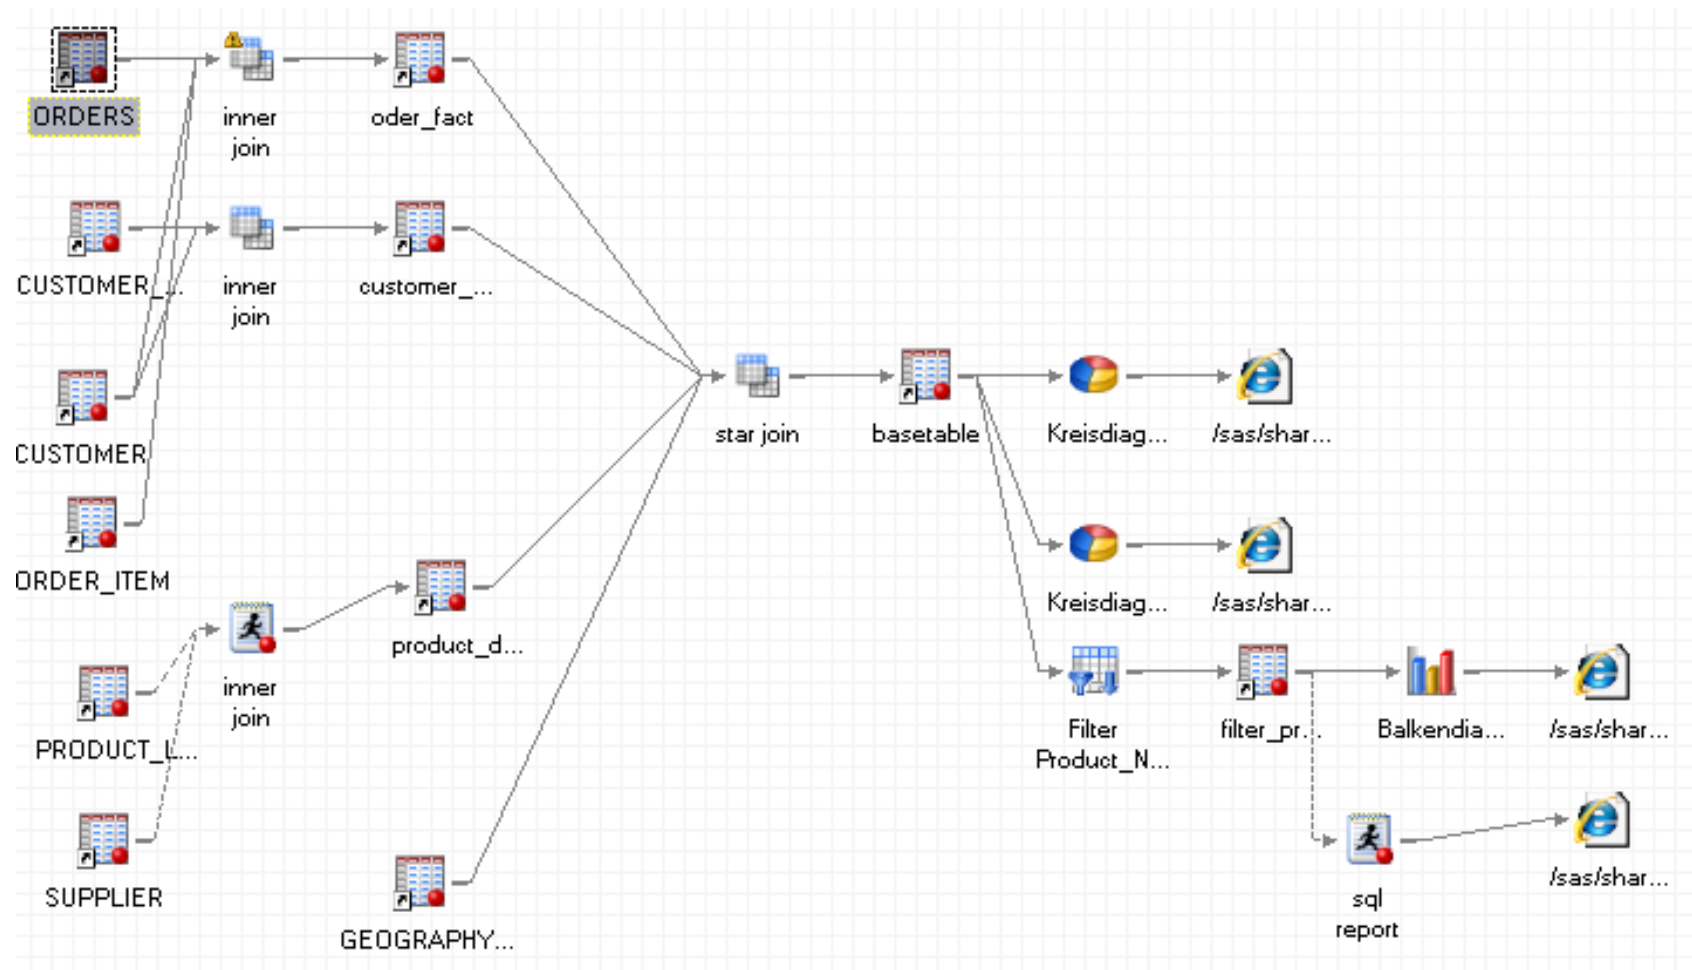 ORDERS
inner
join
oder_fact
CUSTOMER_...
inner
join
customer_...
CUSTOMER
star join
basetable
Kreisdiag...
/sas/shar...
ORDER_ITEM
Kreisdiag...
/sas/shar...
product_d...
inner
join
PRODUCT_L...
Filter
Product_N...
filter_pr...
Balkendia...
/sas/shar...
SUPPLIER
GEOGRAPHY...
sql
report
/sas/shar...